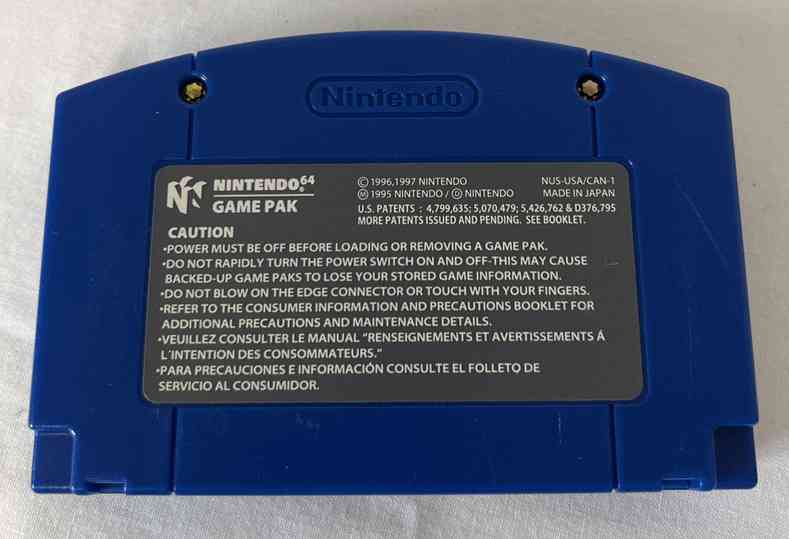 Nintendo
NINTENDO64
GAME PAK
©1996,1997 NINTENDO NUS-USA/CAN-1
Ⓜ1995 NINTENDO / Ⓓ NINTENDO MADE IN JAPAN
U.S. PATENTS : 4,799,635; 5,070,479; 5,426,762 & D376,795
MORE PATENTS ISSUED AND PENDING. SEE BOOKLET.
CAUTION
•POWER MUST BE OFF BEFORE LOADING OR REMOVING A GAME PAK.
•DO NOT RAPIDLY TURN THE POWER SWITCH ON AND OFF-THIS MAY CAUSE
BACKED-UP GAME PAKS TO LOSE YOUR STORED GAME INFORMATION.
•DO NOT BLOW ON THE EDGE CONNECTOR OR TOUCH WITH YOUR FINGERS.
•REFER TO THE CONSUMER INFORMATION AND PRECAUTIONS BOOKLET FOR
ADDITIONAL PRECAUTIONS AND MAINTENANCE DETAILS.
•VEUILLEZ CONSULTER LE MANUAL "RENSEIGNEMENTS ET AVERTISSEMENTS Á
L'INTENTION DES CONSOMMATEURS."
•PARA PRECAUCIONES E INFORMACIÓN CONSULTE EL FOLLETO DE
SERVICIO AL CONSUMIDOR.